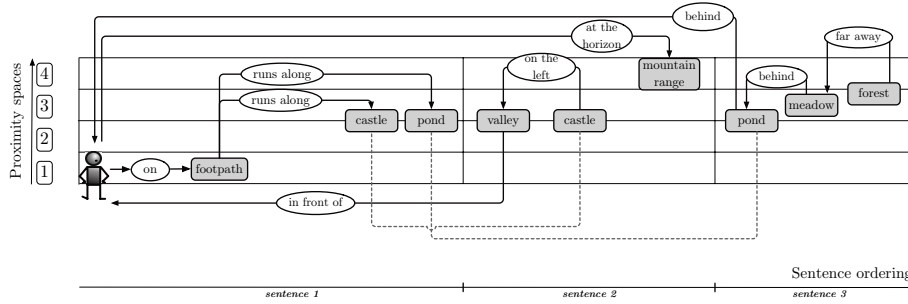 behind
at the
horizon
far away
Proximity spaces
4
3
2
1
runs along
runs along
on the
left
mountain
range
behind
forest
meadow
castle
pond
valley
castle
pond
on
footpath
in front of
Sentence ordering
sentence 1
sentence 2
sentence 3